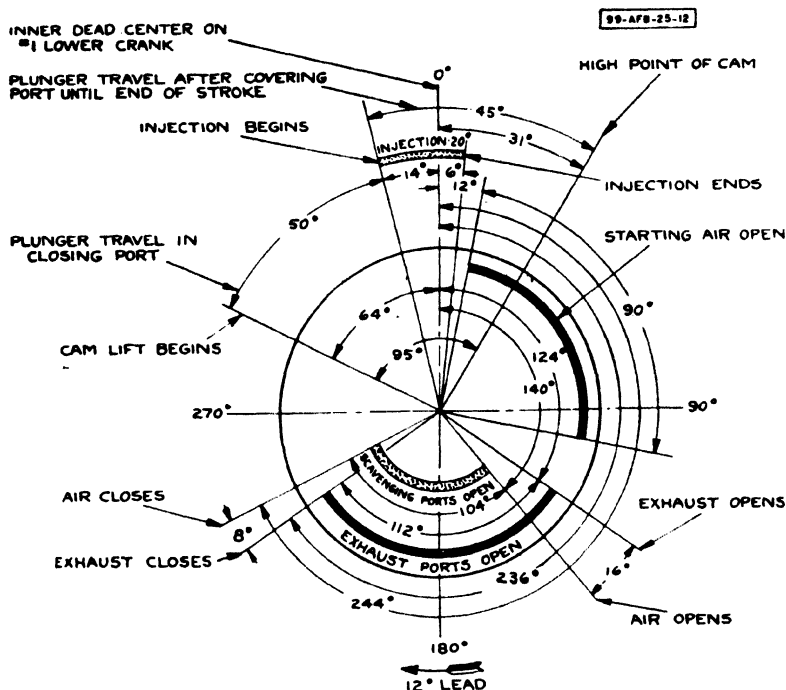 99-AFB-25-12
INNER DEAD CENTER ON
#1 LOWER CRANK
0°
HIGH POINT OF CAM
PLUNGER TRAVEL AFTER COVERING
PORT UNTIL END OF STROKE
45°
31°
INJECTION BEGINS
INJECTION·20°
14°
6°
12°
INJECTION ENDS
50°
STARTING AIR OPEN
PLUNGER TRAVEL IN
CLOSING PORT
90°
64°
CAM LIFT BEGINS
95°
124°
140°
270°
90°
SCAVENGING PORTS OPEN
AIR CLOSES
104°
EXHAUST OPENS
112°
8°
EXHAUST CLOSES
EXHAUST PORTS OPEN
16°
236°
244°
AIR OPENS
180°
12° LEAD